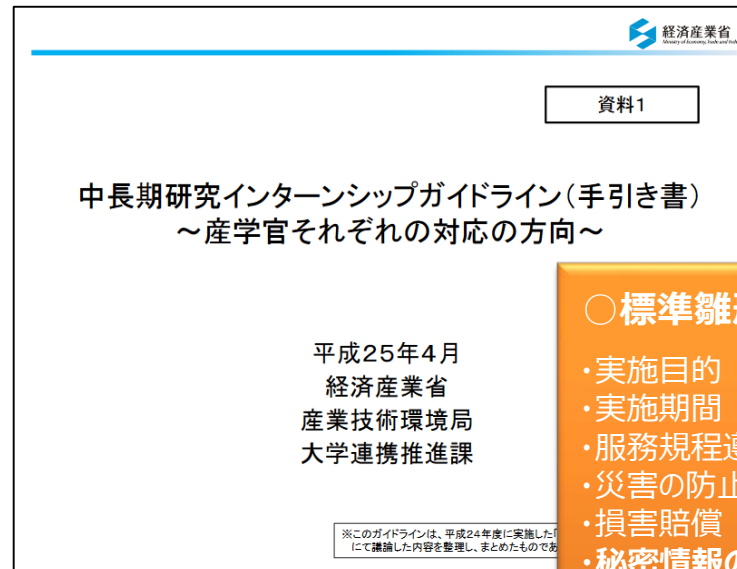 経済産業省
資料1
中長期研究インターンシップガイドライン(手引き書)
～産学官それぞれの対応の方向～
平成25年4月
経済産業省
産業技術環境局
大学連携推進課
○標準雛
・実施目的
・実施期間
・服務規程
・災害の防止
・損害賠償
・秘密情報の
※このガイドラインは、平成24年度に実施した「
にて議論した内容を整理し、まとめたものであ